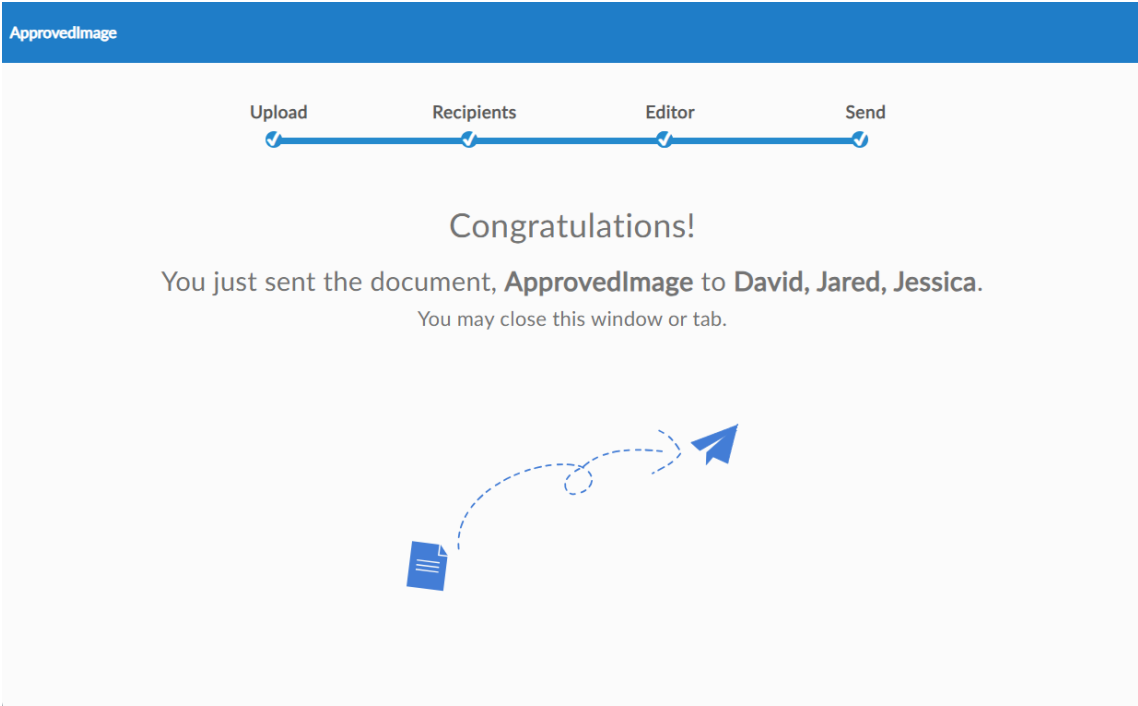 ApprovedImage
Upload Recipients Editor Send
Congratulations!
You just sent the document, ApprovedImage to David, Jared, Jessica.
You may close this window or tab.